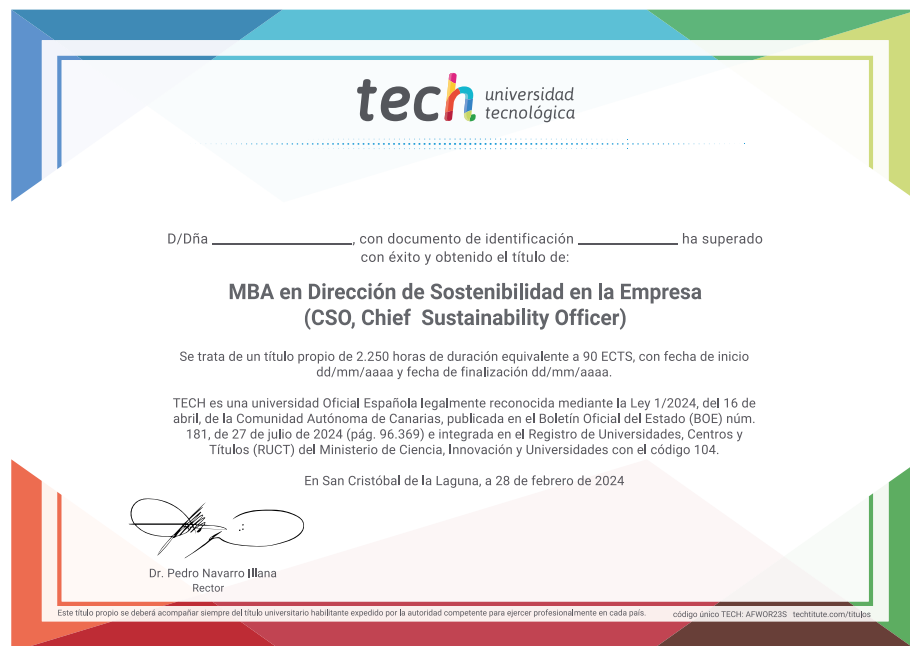 tech universidad
tecnológica
D/Dña ______________, con documento de identificación __________ ha superado
con éxito y obtenido el título de:
MBA en Dirección de Sostenibilidad en la Empresa
(CSO, Chief Sustainability Officer)
Se trata de un título propio de 2.250 horas de duración equivalente a 90 ECTS, con fecha de inicio
dd/mm/aaaa y fecha de finalización dd/mm/aaaa.
TECH es una universidad Oficial Española legalmente reconocida mediante la Ley 1/2024, del 16 de
abril, de la Comunidad Autónoma de Canarias, publicada en el Boletín Oficial del Estado (BOE) núm.
181, de 27 de julio de 2024 (pág. 96.369) e integrada en el Registro de Universidades, Centros y
Títulos (RUCT) del Ministerio de Ciencia, Innovación y Universidades con el código 104.
En San Cristóbal de la Laguna, a 28 de febrero de 2024
Dr. Pedro Navarro Illana
Rector
Este título propio se deberá acompañar siempre del título universitario habilitante expedido por la autoridad competente para ejercer profesionalmente en cada país.
código único TECH: AFWOR23S techtitute.com/titulos